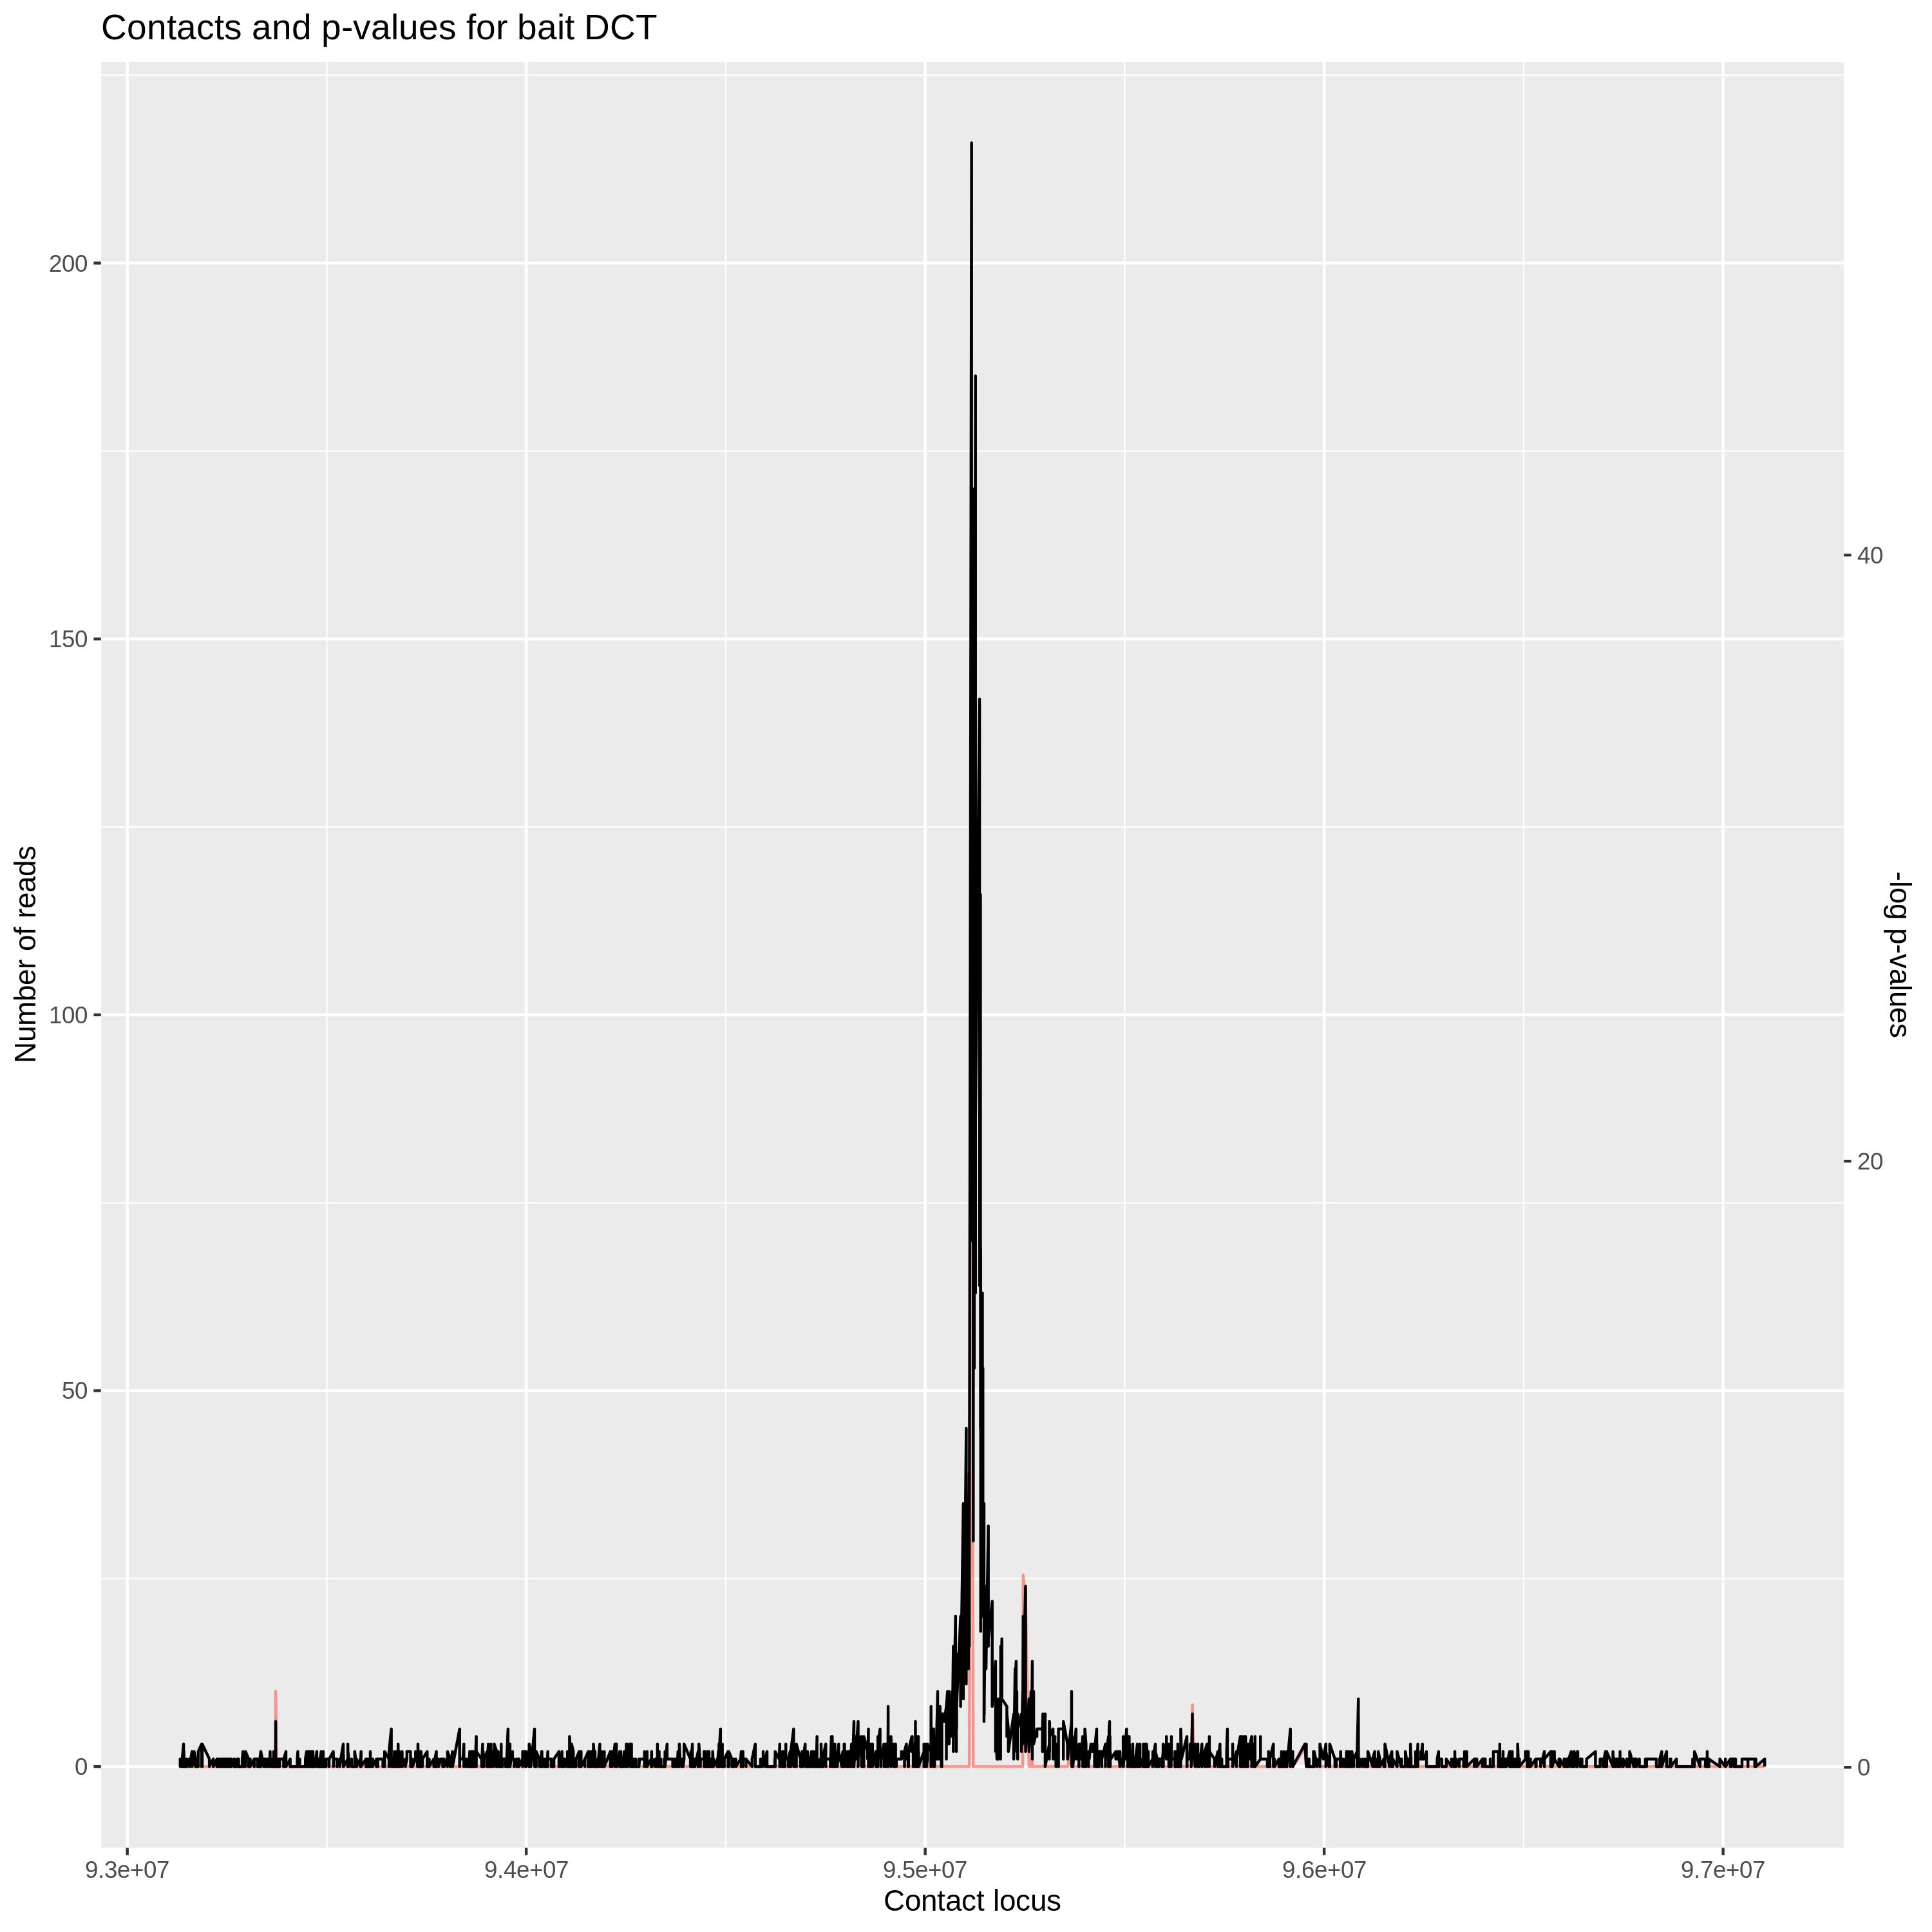 Contacts and p-values for bait DCT
200
150
100
50
0
Number of reads
40
20
0
-log p-values
9.3e+07 9.4e+07 9.5e+07 9.6e+07 9.7e+07
Contact locus